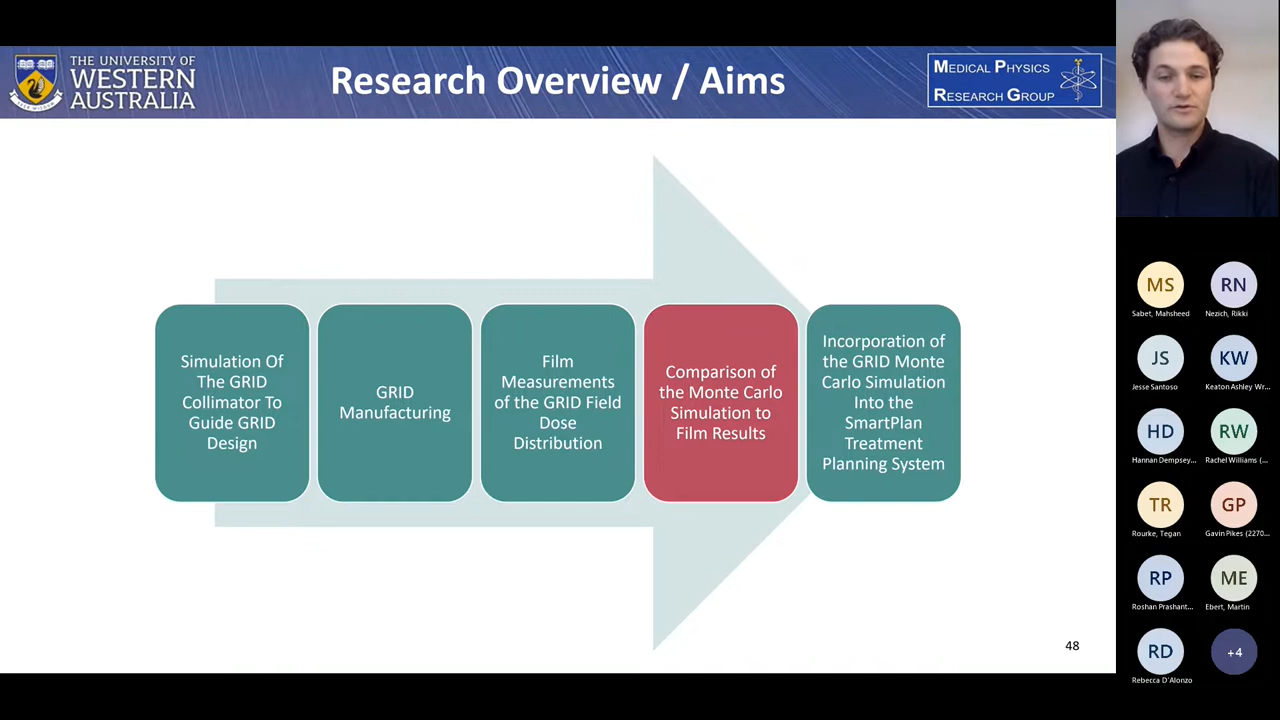 THE UNIVERSITY OF
WESTERN
AUSTRALIA
Research Overview / Aims
MEDICAL PHYSICS
RESEARCH GROUP
Simulation Of
The GRID
Collimator To
Guide GRID
Design
GRID
Manufacturing
Film
Measurements
of the GRID Field
Dose
Distribution
Comparison of
the Monte Carlo
Simulation to
Film Results
Incorporation of
the GRID Monte
Carlo Simulation
Into the
SmartPlan
Treatment
Planning System
48
MS
Sabet, Mahsheed
RN
Nezich, Rikki
JS
Jesse Santoso
KW
Keaton Ashley Wr...
HD
Hannan Dempsey...
RW
Rachel Williams (...
TR
Rourke, Tegan
GP
Gavin Pikes (2270...
RP
Roshan Prashant...
ME
Ebert, Martin
RD
Rebecca D'Alonzo
+4